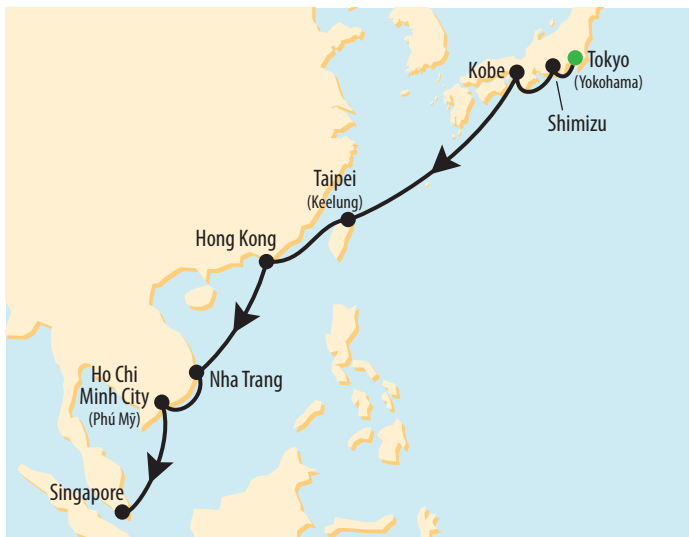 Kobe
Tokyo
(Yokohama)
Shimizu
Taipei
(Keelung)
Hong Kong
Ho Chi
Minh City
(Phú Mỹ)
Nha Trang
Singapore